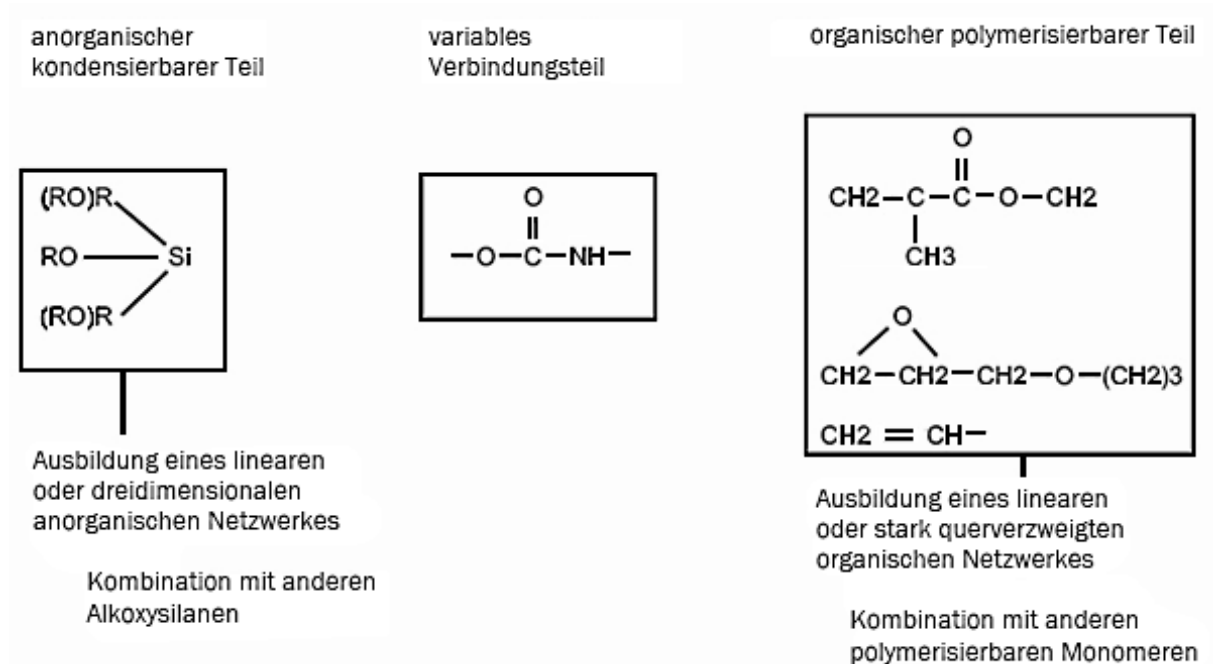 anorganischer
kondensierbarer Teil
variables
Verbindungsteil
organischer polymerisierbarer Teil
(RO)R
RO Si
(RO)R
O
—O—C—NH—
O
CH2—C—C—O—CH2
CH3
O
CH2—CH2—CH2—O—(CH2)3
CH2 = CH—
Ausbildung eines linearen
oder dreidimensionalen
anorganischen Netzwerkes
Kombination mit anderen
Alkoxysilanen
Ausbildung eines linearen
oder stark querverzweigten
organischen Netzwerkes
Kombination mit anderen
polymerisierbaren Monomeren